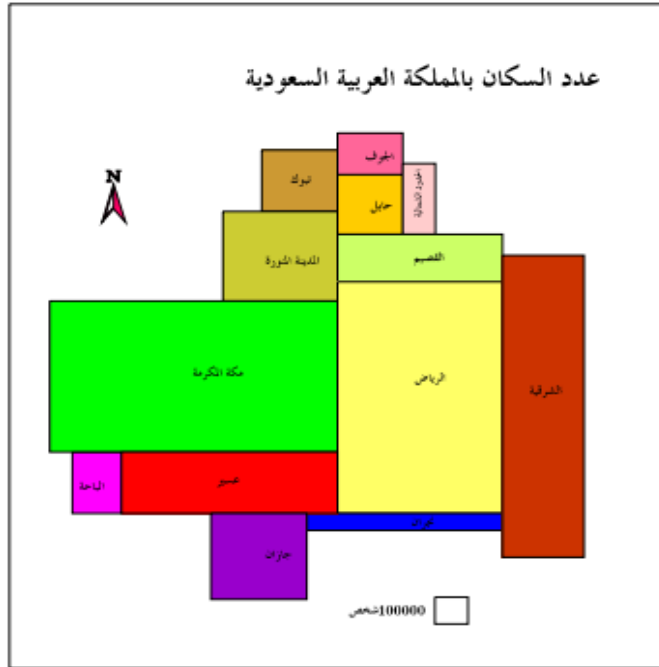 عدد السكان بالمملكة العربية السعودية
N
الجوف
تبوك
الحدود الشمالية
حايل
المدينة المنورة
القصيم
مكة المكرمة
الرياض
الشرقية
الباحة
عسير
نجران
جازان
100000شخص